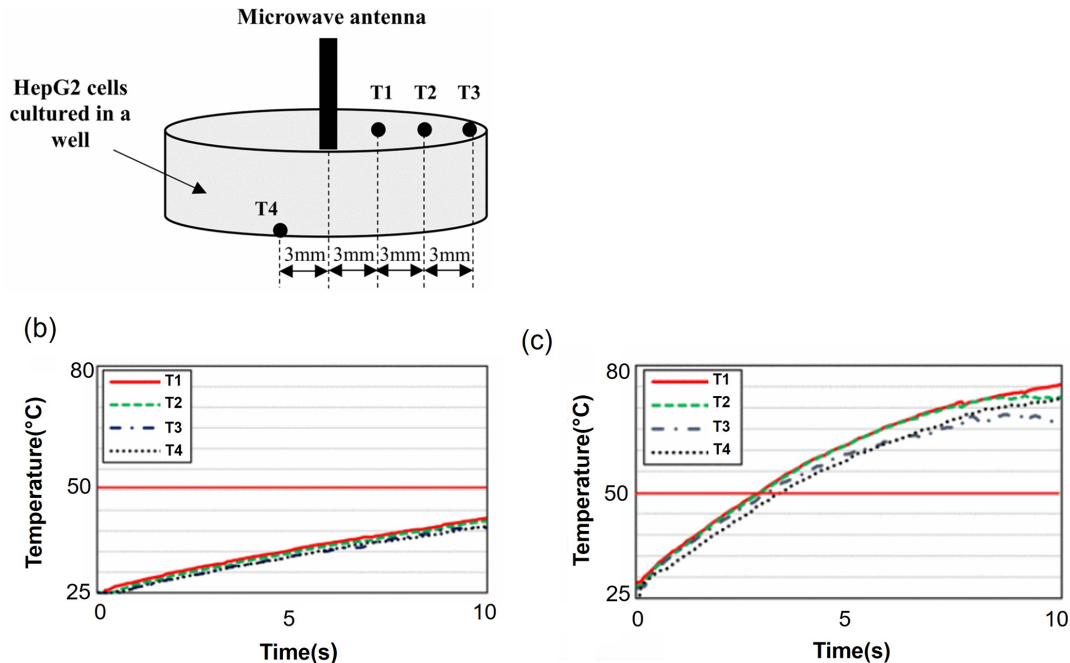 Microwave antenna
HepG2 cells
cultured in a
well
T1 T2 T3
T4
3mm 3mm 3mm 3mm
(b)
80
50
25
Temperature(°C)
T1
T2
T3
T4
0 5 10
Time(s)
(c)
80
50
25
Temperature(°C)
T1
T2
T3
T4
0 5 10
Time(s)